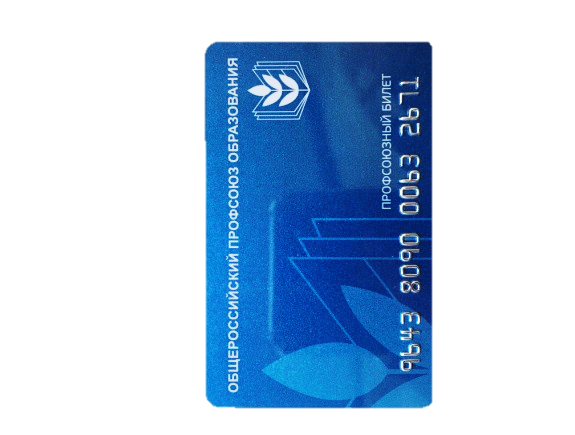 ОБЩЕРОССИЙСКИЙ ПРОФСОЮЗ ОБРАЗОВАНИЯ
ПРОФСОЮЗНЫЙ БИЛЕТ
9643 8090 0063 2671